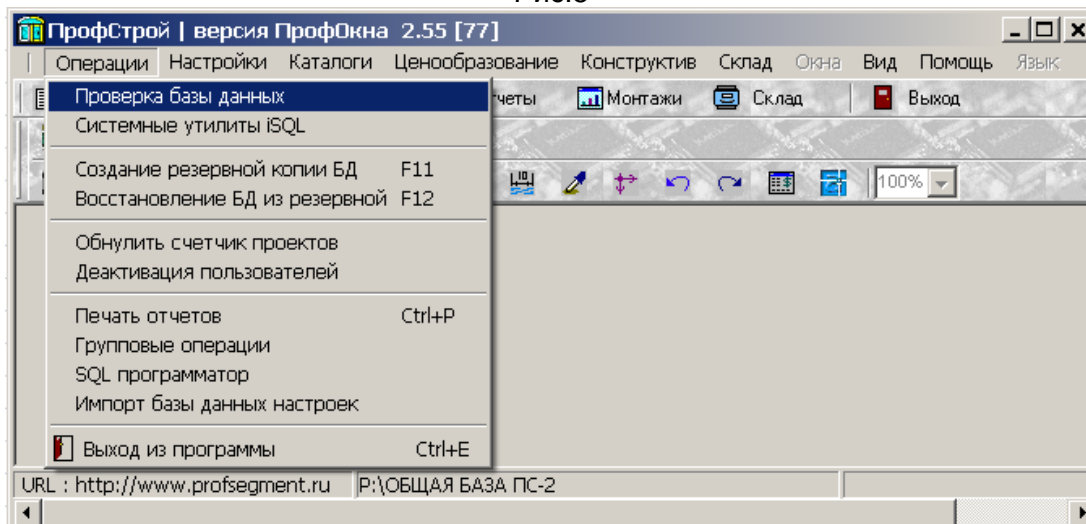 ПрофСтрой | версия ПрофОкна 2.55 [77]
Операции Настройки Каталоги Ценообразование Конструктив Склад Окна Вид Помощь Язык
Монтажи Склад Выход
Проверка базы данных
Системные утилиты iSQL
100%
Создание резервной копии БД F11
Восстановление БД из резервной F12
Обнулить счетчик проектов
Деактивация пользователей
Печать отчетов Ctrl+P
Групповые операции
SQL программатор
Импорт базы данных настроек
Выход из программы Ctrl+E
URL : http://www.profsegment.ru P:\ОБЩАЯ БАЗА ПС-2